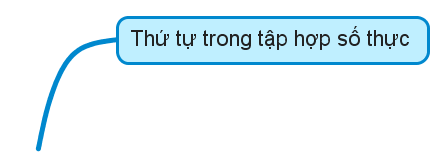 Thứ tự trong tập hợp số thực